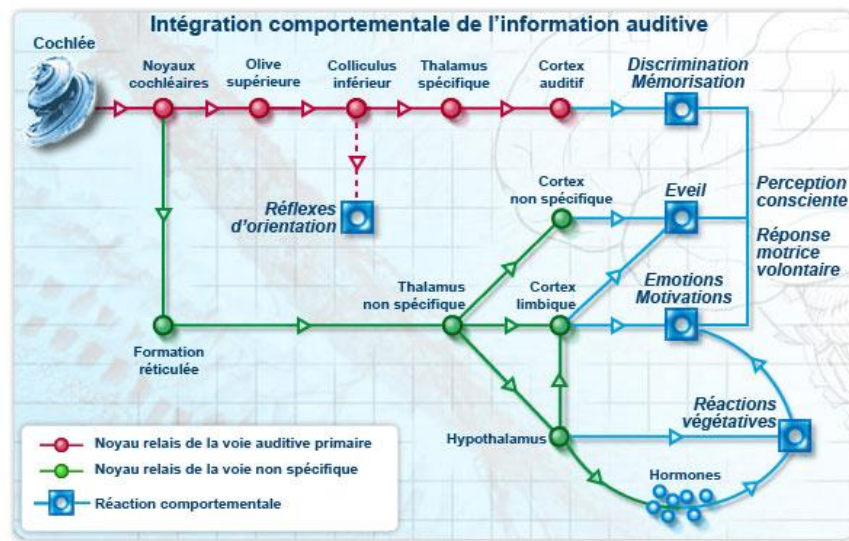 Intégration comportementale de l'information auditive
Cochlée
Noyaux
cochléaires
Olive
supérieure
Colliculus
inférieur
Thalamus
spécifique
Cortex
auditif
Discrimination
Mémorisation
Réflexes
d'orientation
Cortex
non spécifique
Eveil
Perception
consciente
Réponse
motrice
volontaire
Thalamus
non spécifique
Cortex
limbique
Emotions
Motivations
Formation
réticulée
Hypothalamus
Réactions
végétatives
Hormones
Noyau relais de la voie auditive primaire
Noyau relais de la voie non spécifique
Réaction comportementale